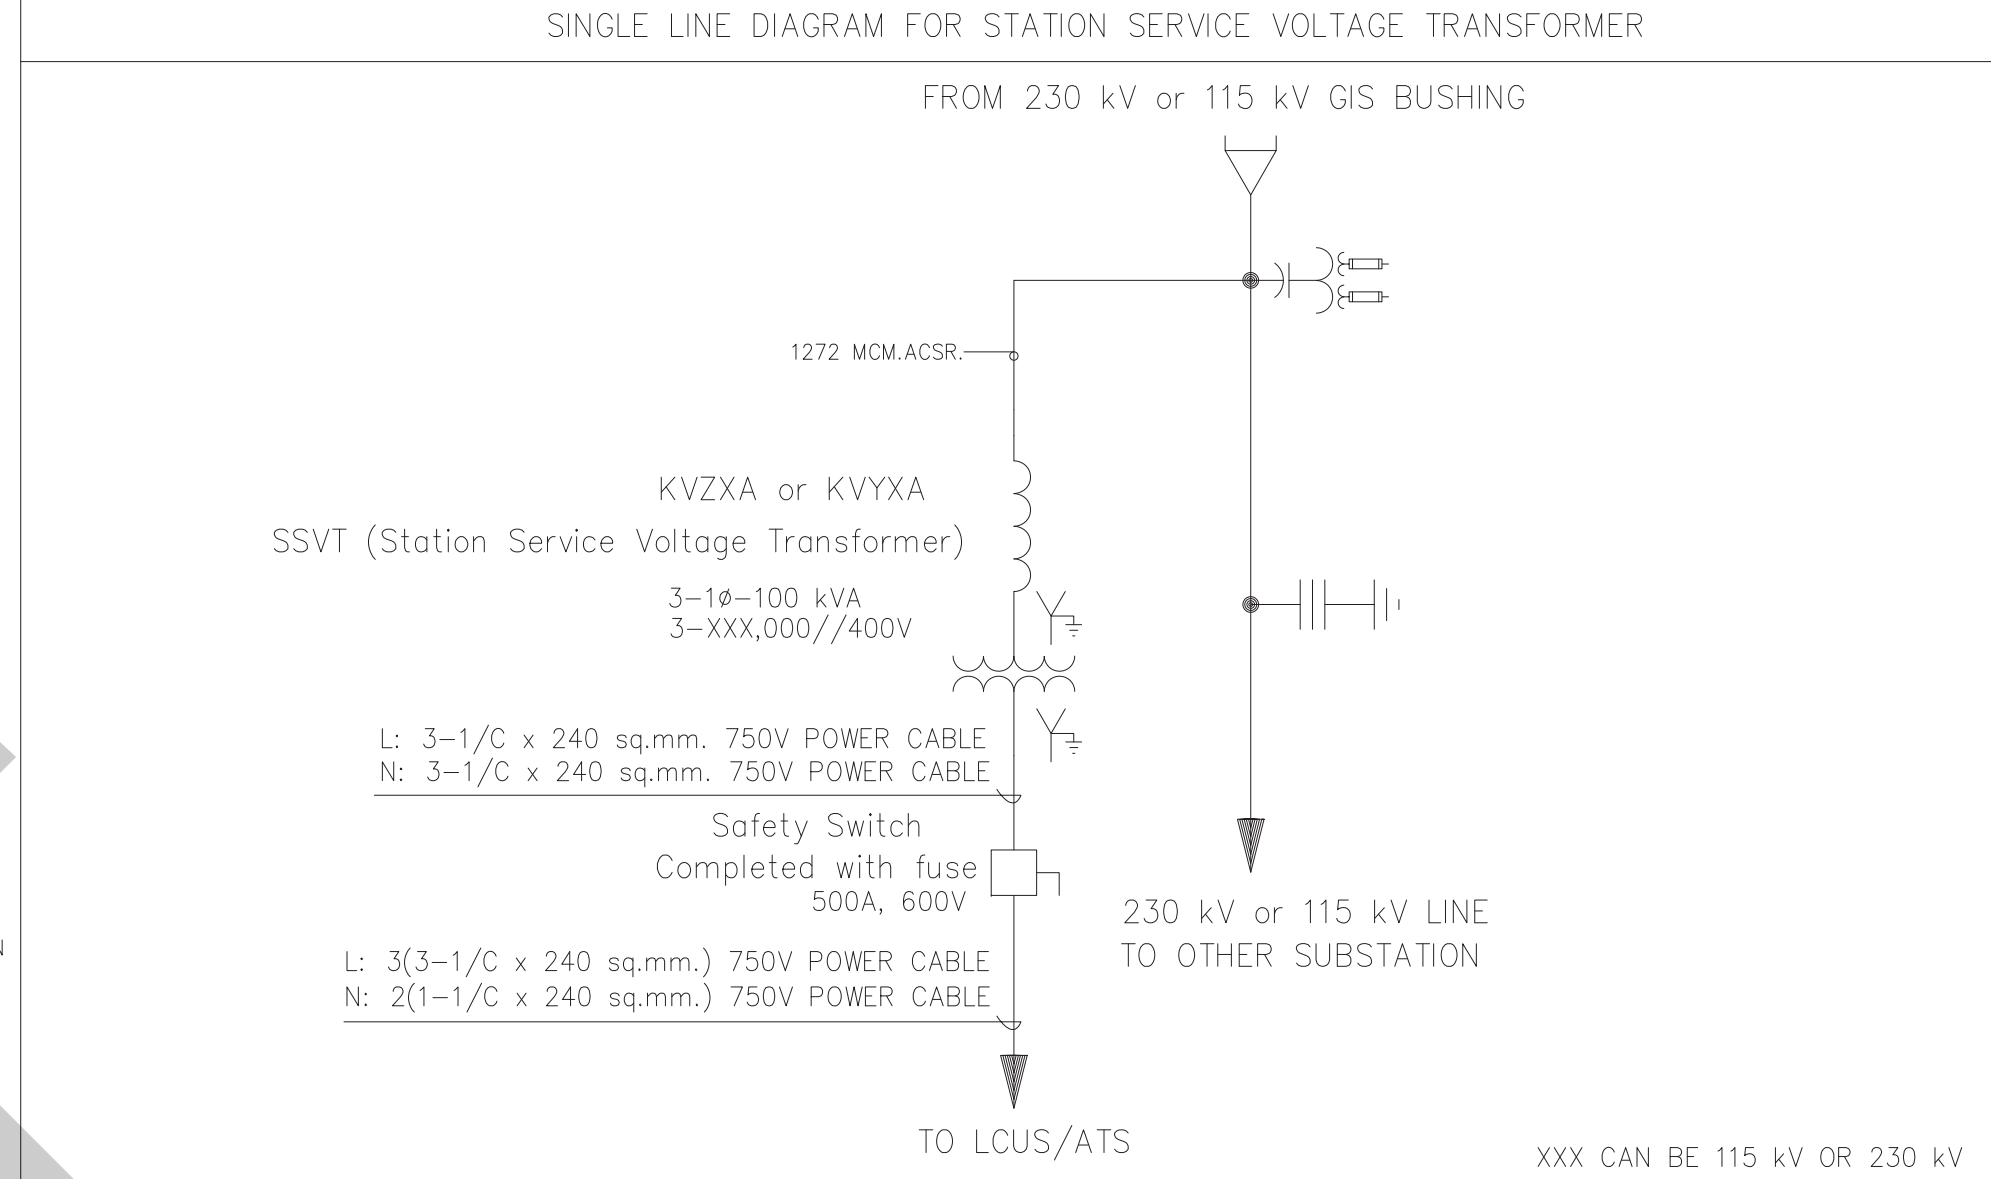 SINGLE LINE DIAGRAM FOR STATION SERVICE VOLTAGE TRANSFORMER
FROM 230 kV or 115 kV GIS BUSHING
1272 MCM.ACSR.
KVZXA or KVYXA
SSVT (Station Service Voltage Transformer)
3-1ø-100 kVA
3-XXX,000//400V
L: 3-1/C x 240 sq.mm. 750V POWER CABLE
N: 3-1/C x 240 sq.mm. 750V POWER CABLE
Safety Switch
Completed with fuse
500A, 600V
230 kV or 115 kV LINE
TO OTHER SUBSTATION
N
L: 3(3-1/C x 240 sq.mm.) 750V POWER CABLE
N: 2(1-1/C x 240 sq.mm.) 750V POWER CABLE
TO LCUS/ATS
XXX CAN BE 115 kV OR 230 kV